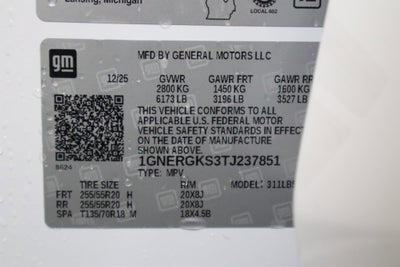 Lansing, Michigan
LOCAL 602
gm
MFD BY GENERAL MOTORS LLC
12/25 GVWR GAWR FRT GAWR RR
2800 KG 1450 KG 1600 KG
6173 LB 3196 LB 3527 LB
THIS VEHICLE CONFORMS TO ALL
APPLICABLE U.S. FEDERAL MOTOR
VEHICLE SAFETY STANDARDS IN EFFECT
ON THE DATE OF MANUFACTURE
SHOWN ABOVE.
1GNERGKS3TJ237851
TYPE: MPV MODEL:
TIRE SIZE RIM
FRT 255/55R20 H 20X8J
RR 255/55R20 H 20X8J
SPA T135/70R18 M 18X4.5B